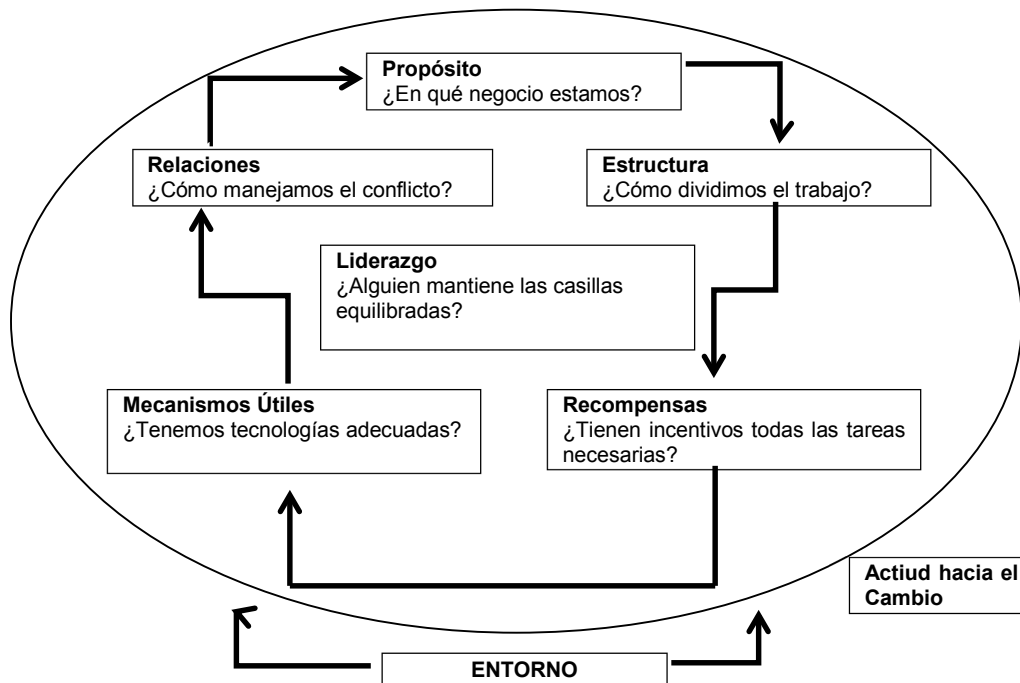 Propósito
¿En qué negocio estamos?
Relaciones
¿Cómo manejamos el conflicto?
Estructura
¿Cómo dividimos el trabajo?
Liderazgo
¿Alguien mantiene las casillas
equilibradas?
Mecanismos Útiles
¿Tenemos tecnologías adecuadas?
Recompensas
¿Tienen incentivos todas las tareas
necesarias?
Actiud hacia el
Cambio
ENTORNO